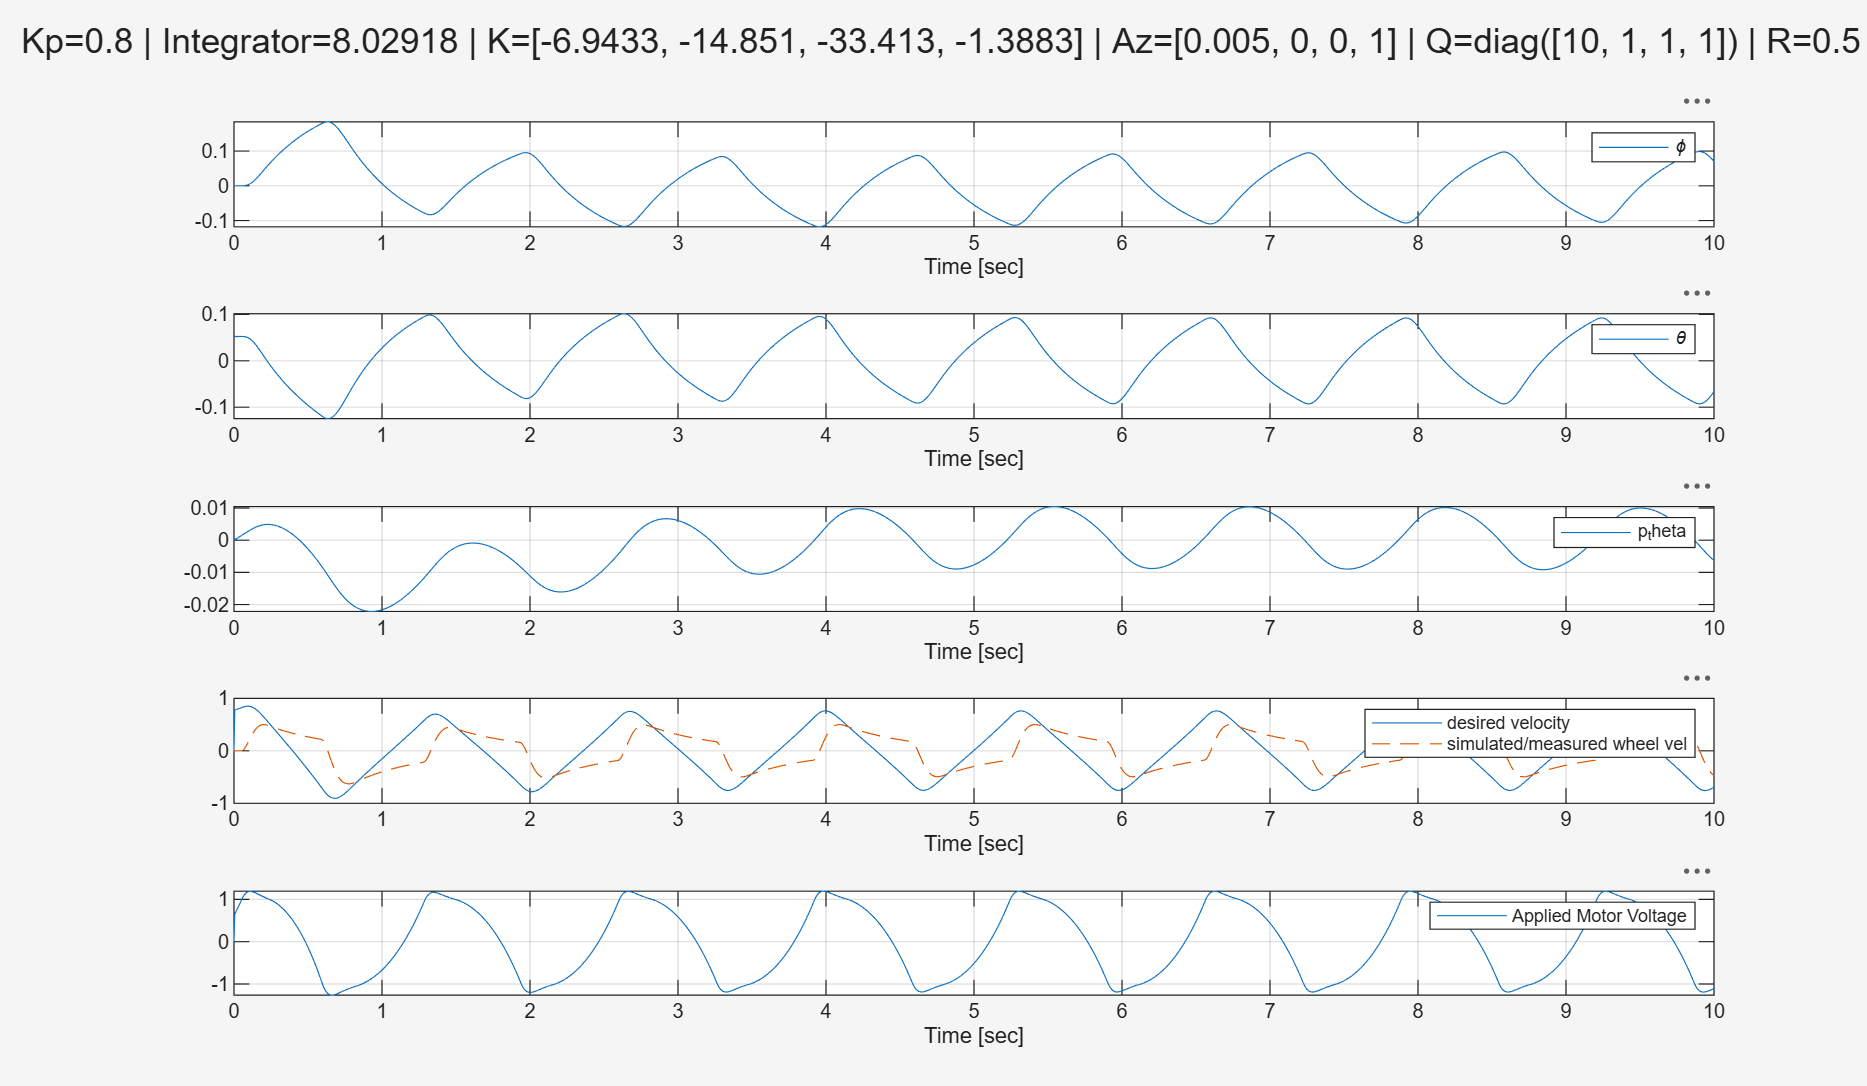 Kp=0.8 | Integrator=8.02918 | K=[-6.9433, -14.851, -33.413, -1.3883] | Az=[0.005, 0, 0, 1] | Q=diag([10, 1, 1, 1]) | R=0.5
0.1
0
-0.1
ϕ
0 1 2 3 4 5 6 7 8 9 10
Time [sec]
0.1
0
-0.1
θ
0 1 2 3 4 5 6 7 8 9 10
Time [sec]
0.01
0
-0.01
-0.02
pₜheta
0 1 2 3 4 5 6 7 8 9 10
Time [sec]
1
0
-1
desired velocity
simulated/measured wheel vel
0 1 2 3 4 5 6 7 8 9 10
Time [sec]
1
0
-1
Applied Motor Voltage
0 1 2 3 4 5 6 7 8 9 10
Time [sec]